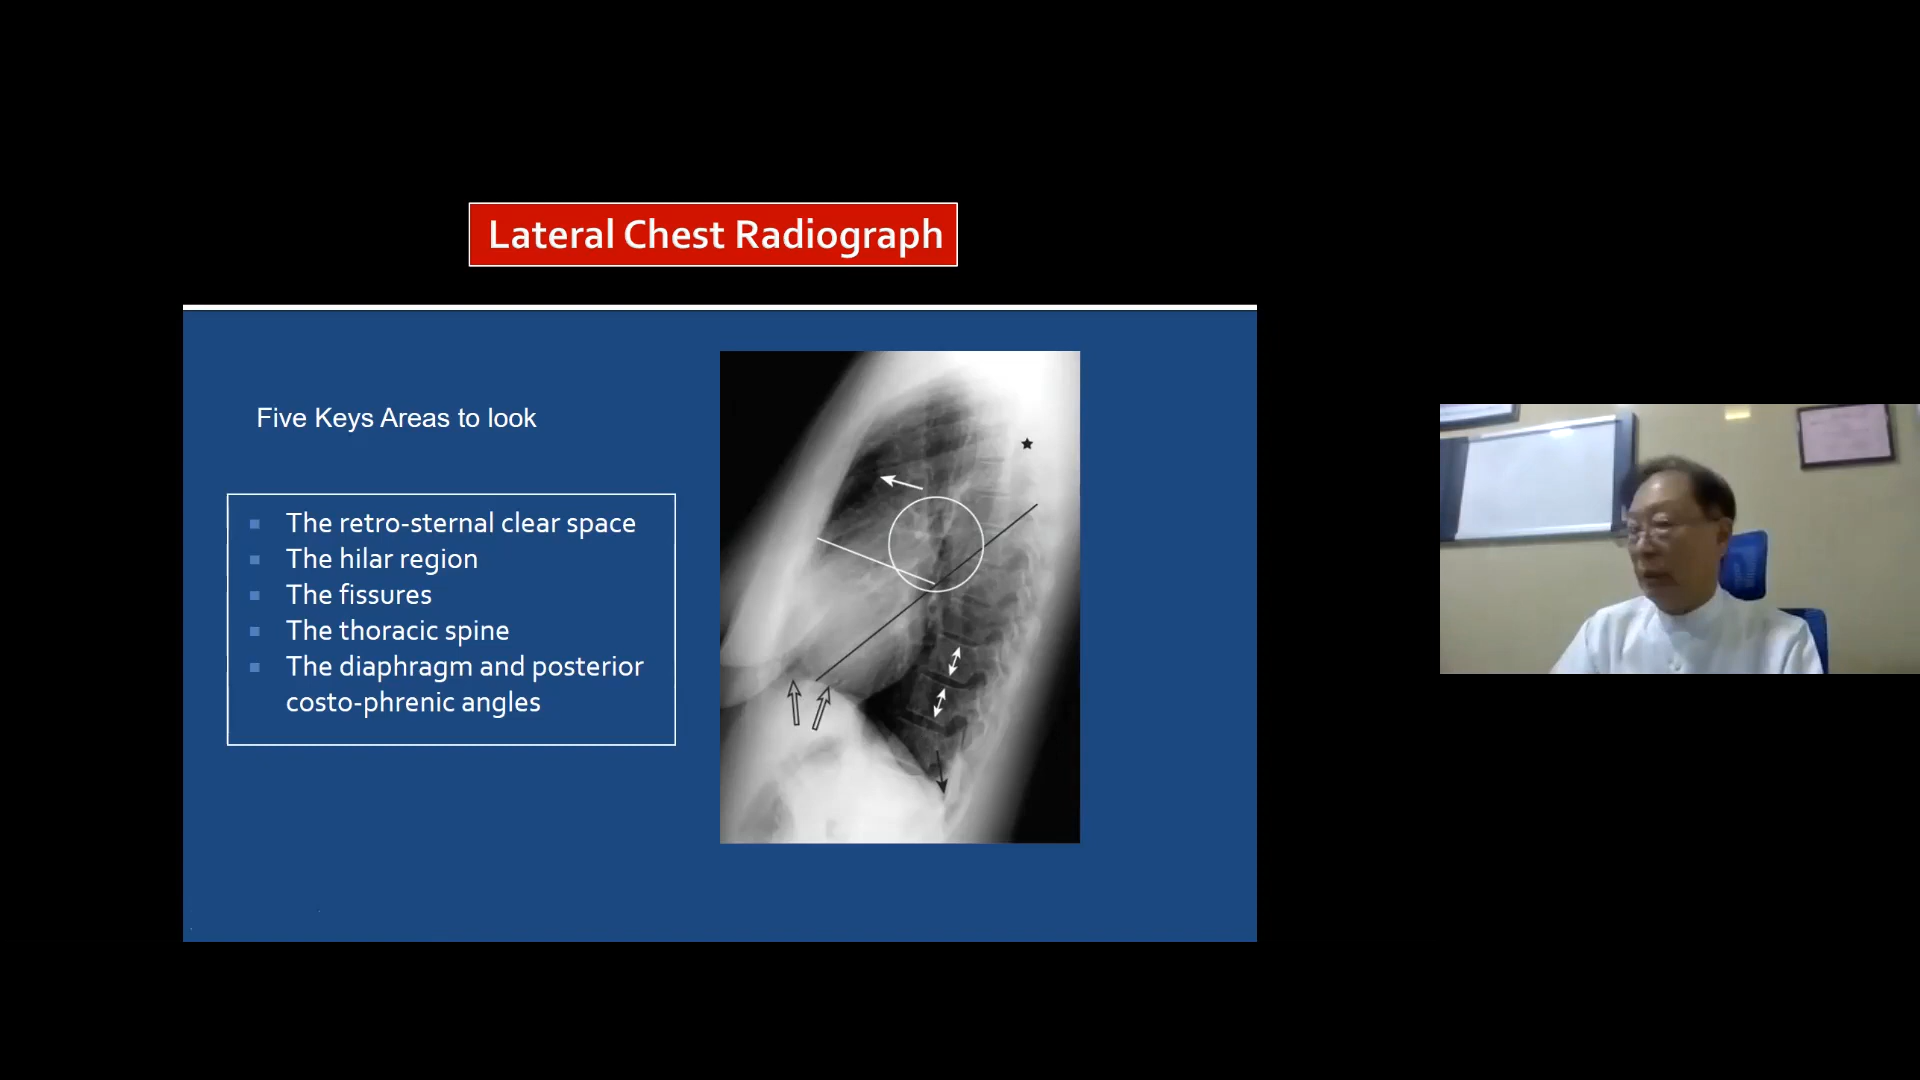 Lateral Chest Radiograph
Five Keys Areas to look
The retro-sternal clear space
The hilar region
The fissures
The thoracic spine
The diaphragm and posterior
costo-phrenic angles